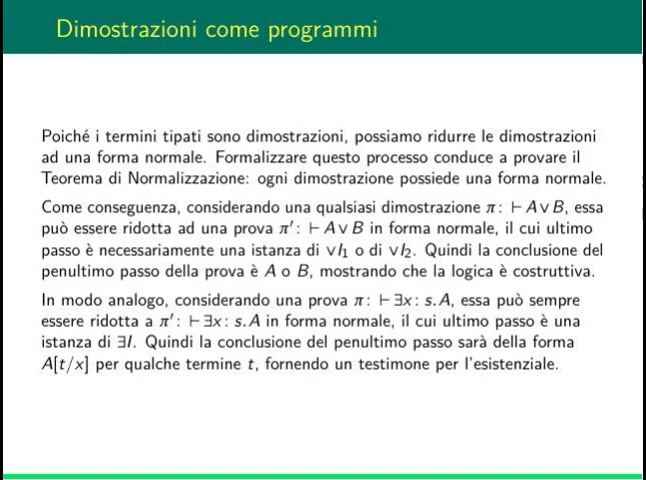 Dimostrazioni come programmi
Poiché i termini tipati sono dimostrazioni, possiamo ridurre le dimostrazioni
ad una forma normale. Formalizzare questo processo conduce a provare il
Teorema di Normalizzazione: ogni dimostrazione possiede una forma normale.
Come conseguenza, considerando una qualsiasi dimostrazione π: ⊢ A∨B, essa
può essere ridotta ad una prova π′: ⊢ A∨B in forma normale, il cui ultimo
passo è necessariamente una istanza di ∨I₁ o di ∨I₂. Quindi la conclusione del
penultimo passo della prova è A o B, mostrando che la logica è costruttiva.
In modo analogo, considerando una prova π: ⊢ ∃x: s.A, essa può sempre
essere ridotta a π′: ⊢ ∃x: s.A in forma normale, il cui ultimo passo è una
istanza di ∃I. Quindi la conclusione del penultimo passo sarà della forma
A[t/x] per qualche termine t, fornendo un testimone per l'esistenziale.